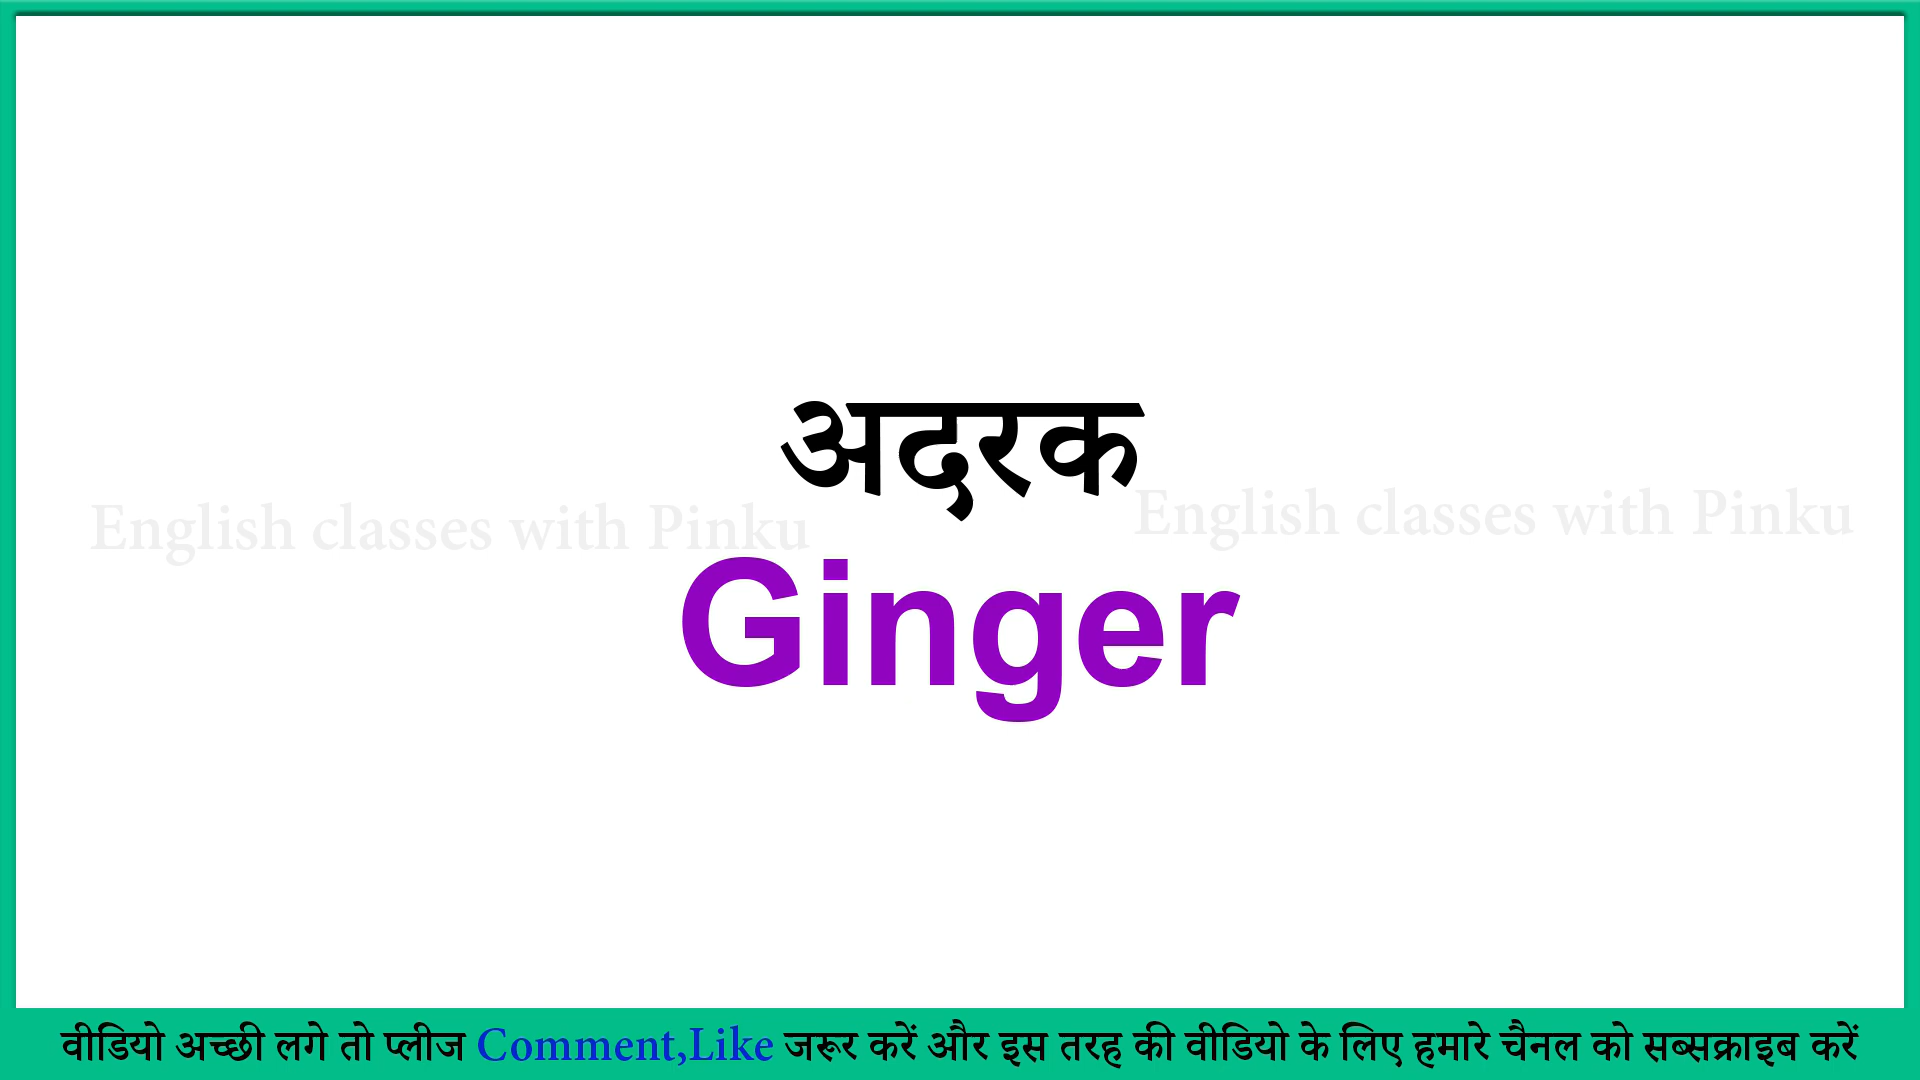 अदरक
English classes with Pinku
English classes with Pinku
Ginger
वीडियो अच्छी लगे तो प्लीज Comment,Like जरूर करें और इस तरह की वीडियो के लिए हमारे चैनल को सब्सक्राइब करें